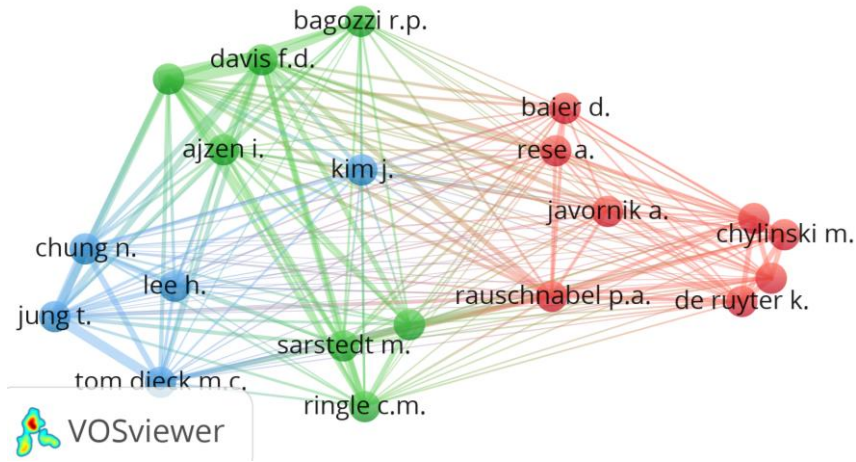 bagozzi r.p.
davis f.d.
baier d.
ajzen i.
rese a.
kim j.
javornik a.
chylinski m.
chung n.
lee h.
rauschnabel p.a.
de ruyter k.
jung t.
sarstedt m.
tom dieck m.c.
ringle c.m.
VOSviewer